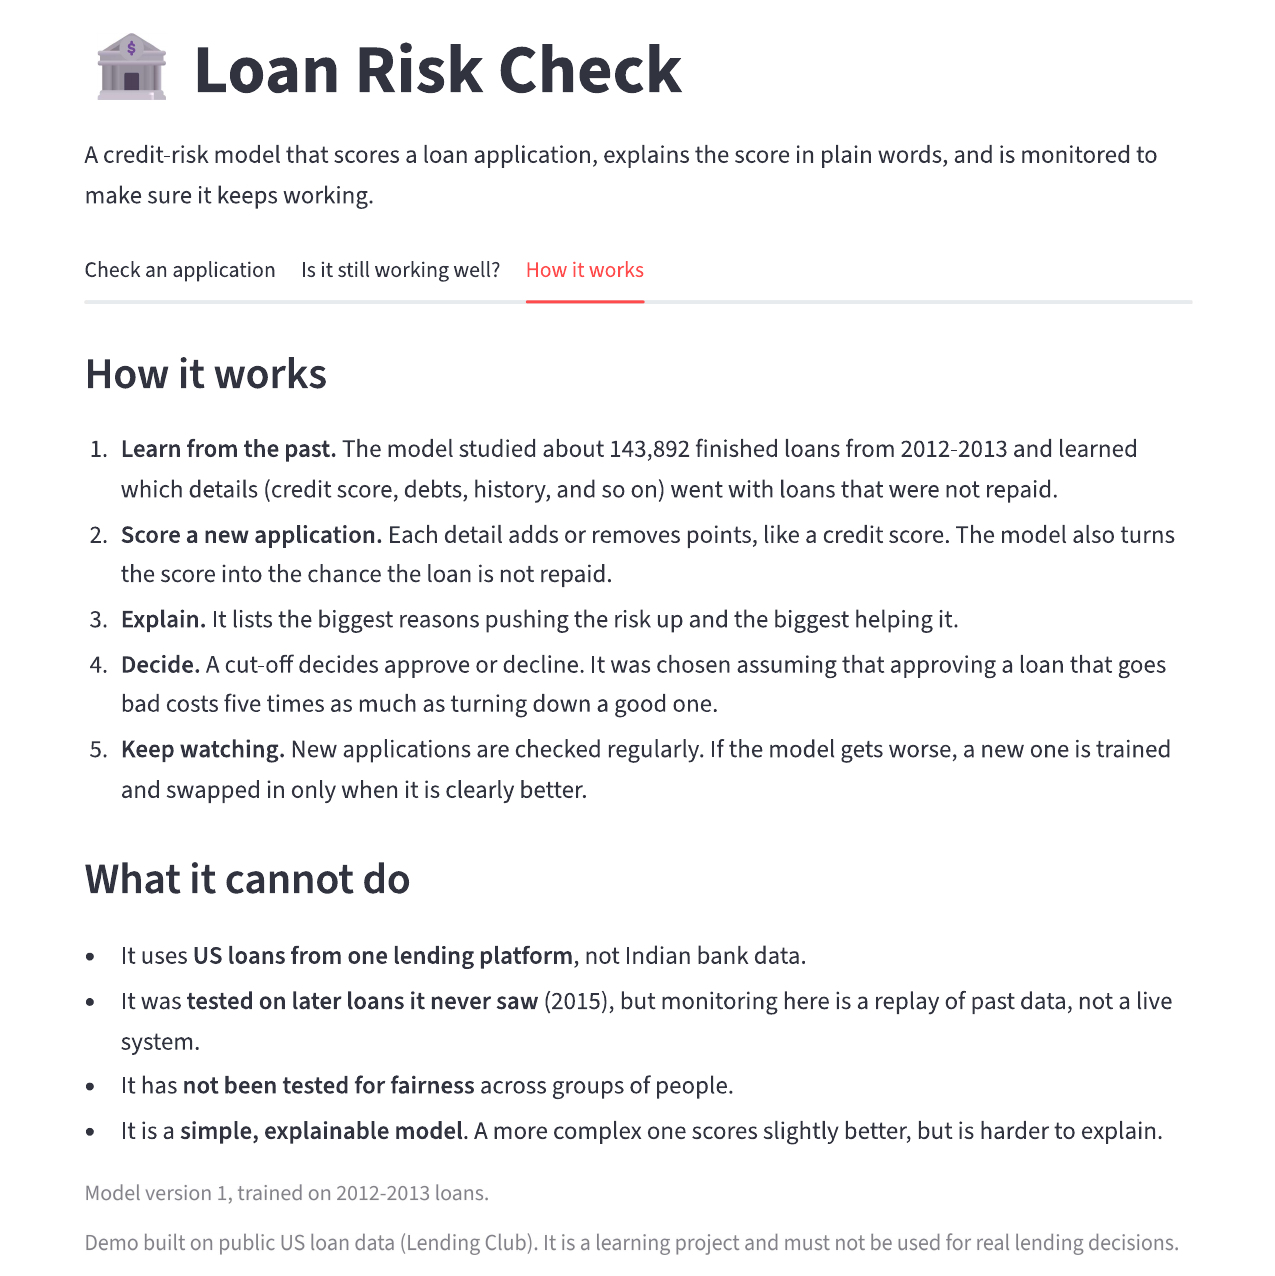 Loan Risk Check
A credit-risk model that scores a loan application, explains the score in plain words, and is monitored to
make sure it keeps working.
Check an application Is it still working well? How it works
How it works
1. Learn from the past. The model studied about 143,892 finished loans from 2012-2013 and learned
which details (credit score, debts, history, and so on) went with loans that were not repaid.
2. Score a new application. Each detail adds or removes points, like a credit score. The model also turns
the score into the chance the loan is not repaid.
3. Explain. It lists the biggest reasons pushing the risk up and the biggest helping it.
4. Decide. A cut-off decides approve or decline. It was chosen assuming that approving a loan that goes
bad costs five times as much as turning down a good one.
5. Keep watching. New applications are checked regularly. If the model gets worse, a new one is trained
and swapped in only when it is clearly better.
What it cannot do
• It uses US loans from one lending platform, not Indian bank data.
• It was tested on later loans it never saw (2015), but monitoring here is a replay of past data, not a live
system.
• It has not been tested for fairness across groups of people.
• It is a simple, explainable model. A more complex one scores slightly better, but is harder to explain.
Model version 1, trained on 2012-2013 loans.
Demo built on public US loan data (Lending Club). It is a learning project and must not be used for real lending decisions.